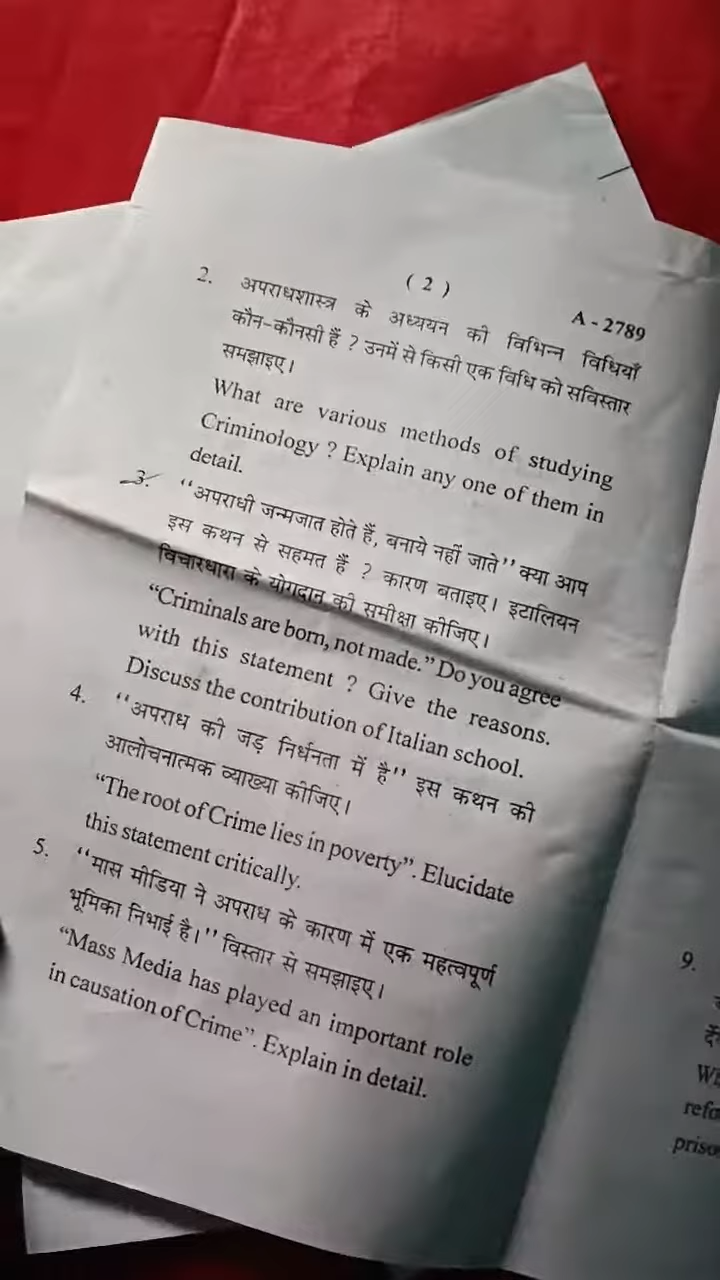 ( 2 )
A - 2789
2. अपराधशास्त्र के अध्ययन की विभिन्न विधियाँ
कौन-कौनसी हैं ? उनमें से किसी एक विधि को सविस्तार
समझाइए।
What are various methods of studying
Criminology ? Explain any one of them in
detail.
3. ‘‘अपराधी जन्मजात होते हैं, बनाये नहीं जाते’’ क्या आप
इस कथन से सहमत हैं ? कारण बताइए। इटालियन
विचारधारा के योगदान की समीक्षा कीजिए।
“Criminals are born, not made.” Do you agree
with this statement ? Give the reasons.
Discuss the contribution of Italian school.
4. ‘‘अपराध की जड़ निर्धनता में है’’ इस कथन की
आलोचनात्मक व्याख्या कीजिए।
“The root of Crime lies in poverty”. Elucidate
this statement critically.
5. ‘‘मास मीडिया ने अपराध के कारण में एक महत्वपूर्ण
भूमिका निभाई है।’’ विस्तार से समझाइए।
“Mass Media has played an important role
in causation of Crime”. Explain in detail.
9.